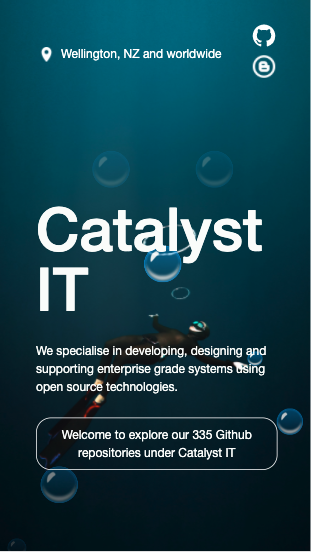 Wellington, NZ and worldwide
Catalyst
IT
We specialise in developing, designing and
supporting enterprise grade systems using
open source technologies.
Welcome to explore our 335 Github
repositories under Catalyst IT